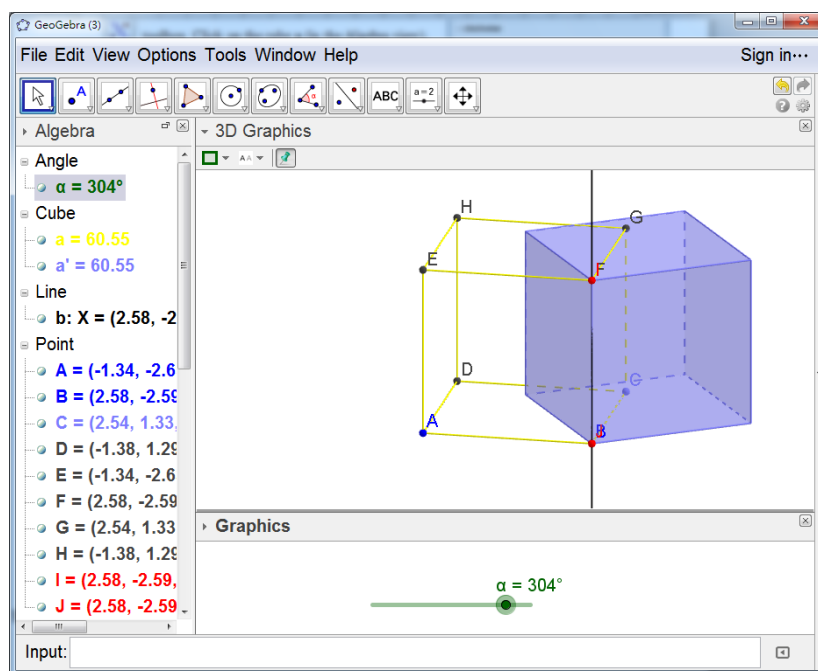 GeoGebra (3)
File Edit View Options Tools Window Help
Sign in...
A
ABC
a=2
Algebra
3D Graphics
AA
Angle
α = 304°
Cube
a = 60.55
a' = 60.55
Line
b: X = (2.58, -2
Point
A = (-1.34, -2.6
B = (2.58, -2.59
C = (2.54, 1.33,
D = (-1.38, 1.29
E = (-1.34, -2.6
F = (2.58, -2.59
G = (2.54, 1.33
H = (-1.38, 1.29
I = (2.58, -2.59,
J = (2.58, -2.59
H
G
E
F
D
C
A
B
Graphics
α = 304°
Input: